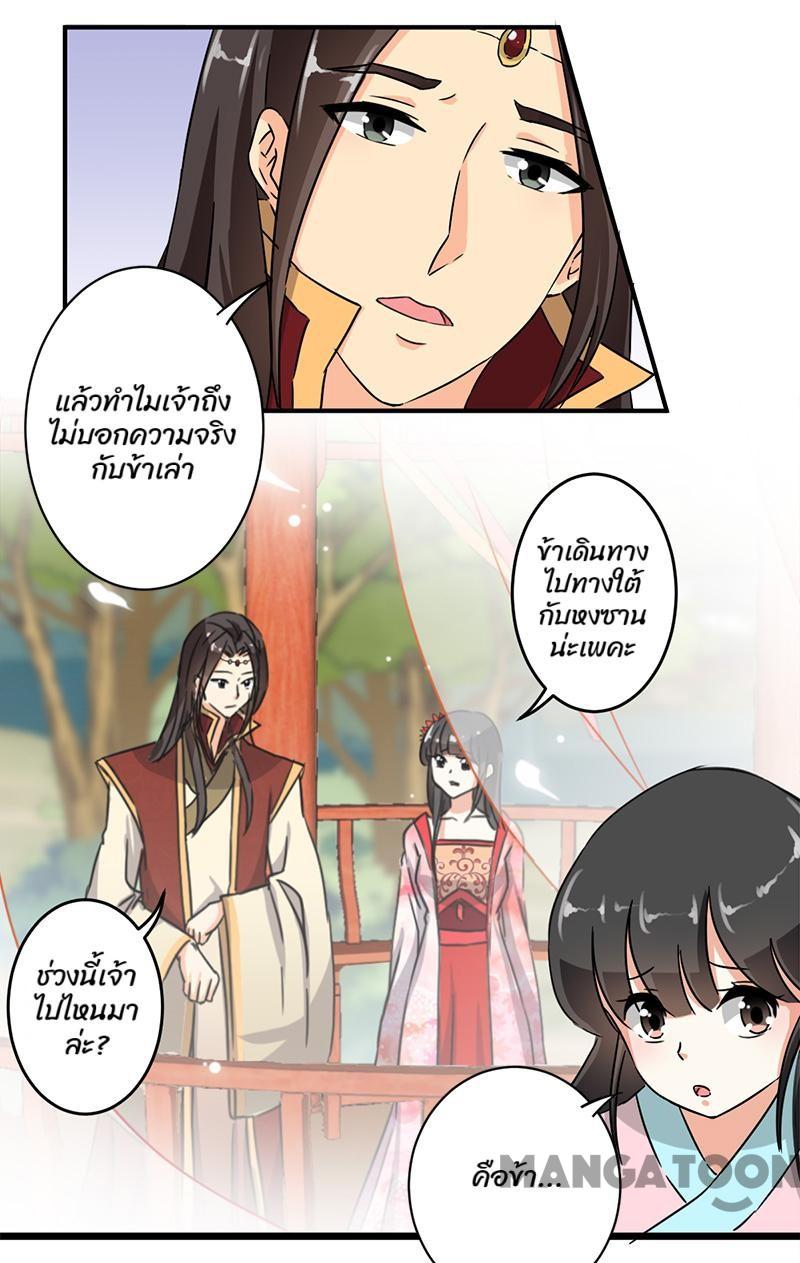 แล้วทำไมเจ้าถึง
ไม่บอกความจริง
กับข้าเล่า
ข้าเดินทาง
ไปทางใต้
กับหงซาน
น่ะเพคะ
ช่วงนี้เจ้า
ไปไหนมา
ล่ะ?
คือข้า...
MANGATOON